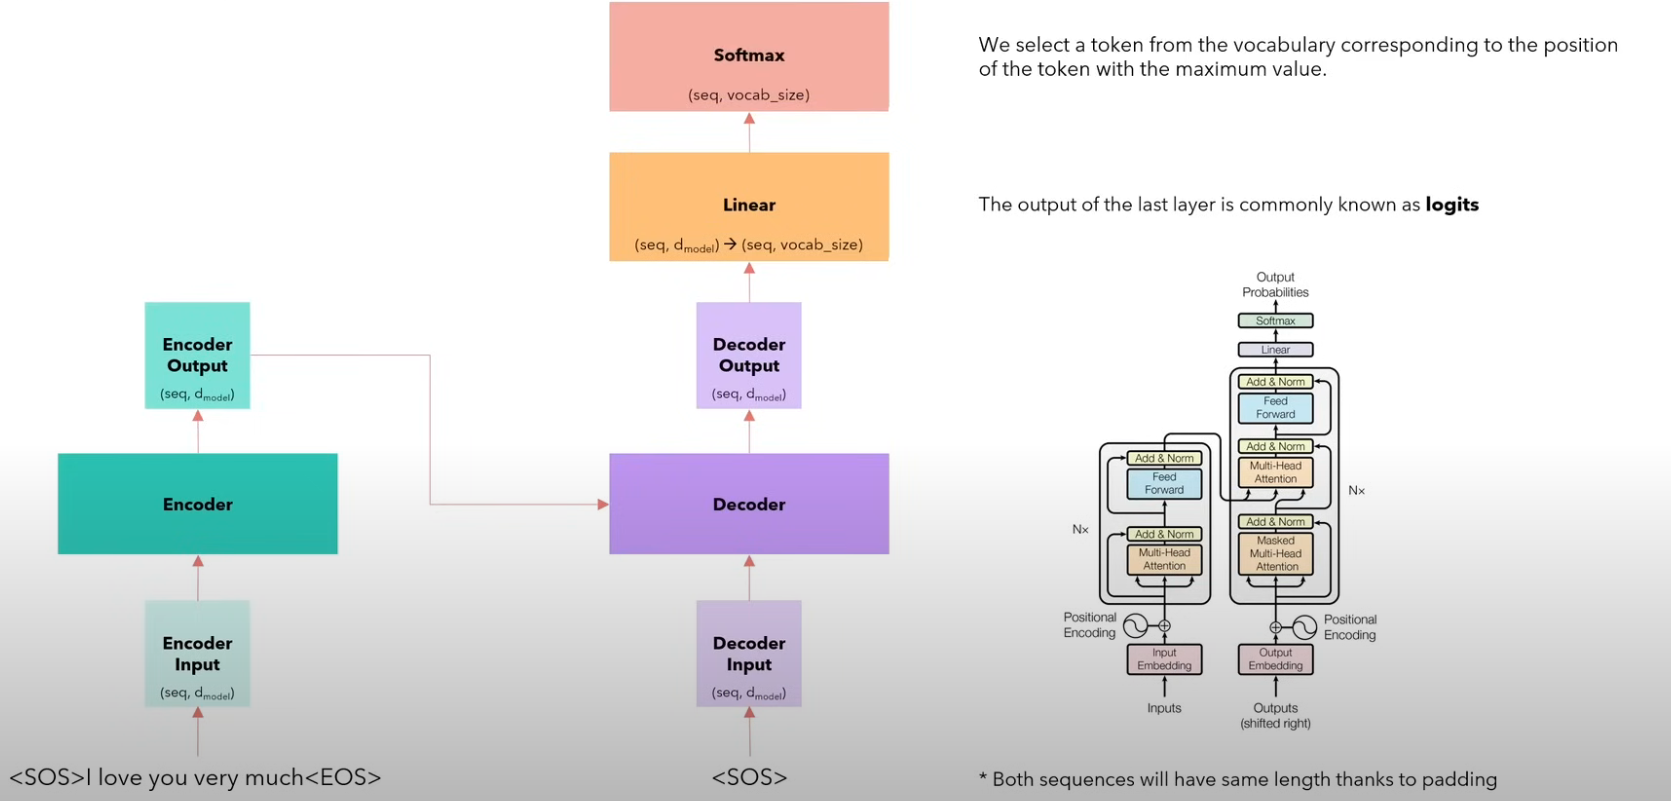 Softmax
(seq, vocab_size)
We select a token from the vocabulary corresponding to the position
of the token with the maximum value.
Linear
(seq, dmodel) → (seq, vocab_size)
The output of the last layer is commonly known as logits
Encoder
Output
(seq, dmodel)
Decoder
Output
(seq, dmodel)
Encoder
Decoder
Encoder
Input
(seq, dmodel)
Decoder
Input
(seq, dmodel)
<SOS>I love you very much<EOS>
<SOS>
Output
Probabilities
Softmax
Linear
Add & Norm
Feed
Forward
Add & Norm
Multi-Head
Attention
Nx
Add & Norm
Masked
Multi-Head
Attention
Add & Norm
Feed
Forward
Nx
Add & Norm
Multi-Head
Attention
Positional
Encoding
Positional
Encoding
Input
Embedding
Output
Embedding
Inputs
Outputs
(shifted right)
* Both sequences will have same length thanks to padding